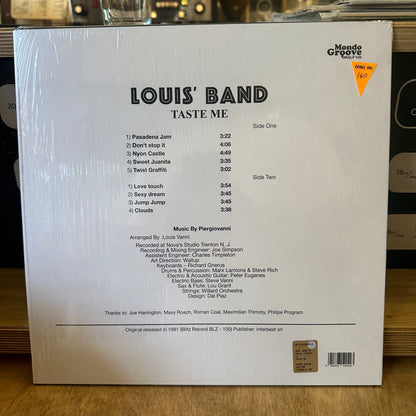 Mondo
Groove
MGLP 105
160
LOUIS' BAND
TASTE ME
Side One
1) Pasadena Jam 3:22
2) Don't stop it 4:06
3) Nyon Castle 4;49
4) Sweet Juanita 3:35
5) Twist Graffiti 3:02
Side Two
1) Love touch 3:54
2) Sexy dream 3:45
3) Jump Jump 3:45
4) Clouds 3:38
Music By Piergiovanni
Arranged By Louis Vanni
Recorded at Nova's Studio Trenton N. J.
Recording & Mixing Engineer: Joe Simpson
Assistent Engineer: Charles Timpleton
Art Direction: Wallup
Keyboards – Richard Gnerus
Drums & Percussion: Marx Lamions & Steve Rich
Electric & Acoustic Guitar: Peter Eugenes
Electric Bass: Steve Vanni
Sax & Flute: Lou Grant
Strings: Willard Orchestra
Design: Dal Piaz
Thanks to: Joe Harrington, Maxy Roach, Roman Coal, Maximilian Thimoty, Philipe Program
Original released in 1981 (Blitz Record BLZ - 100) Publisher: Interbeat srl